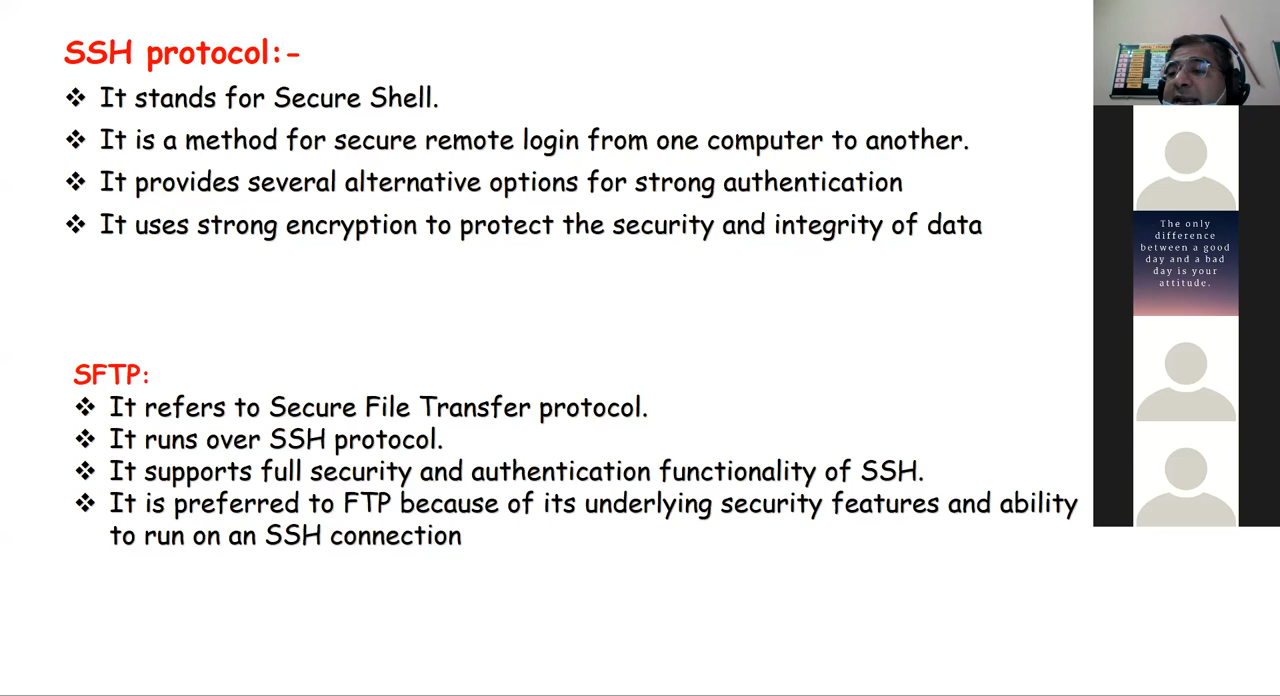 SSH protocol:-
❖ It stands for Secure Shell.
❖ It is a method for secure remote login from one computer to another.
❖ It provides several alternative options for strong authentication
❖ It uses strong encryption to protect the security and integrity of data
SFTP:
❖ It refers to Secure File Transfer protocol.
❖ It runs over SSH protocol.
❖ It supports full security and authentication functionality of SSH.
❖ It is preferred to FTP because of its underlying security features and ability
to run on an SSH connection
The only
difference
between a good
day and a bad
day is your
attitude.